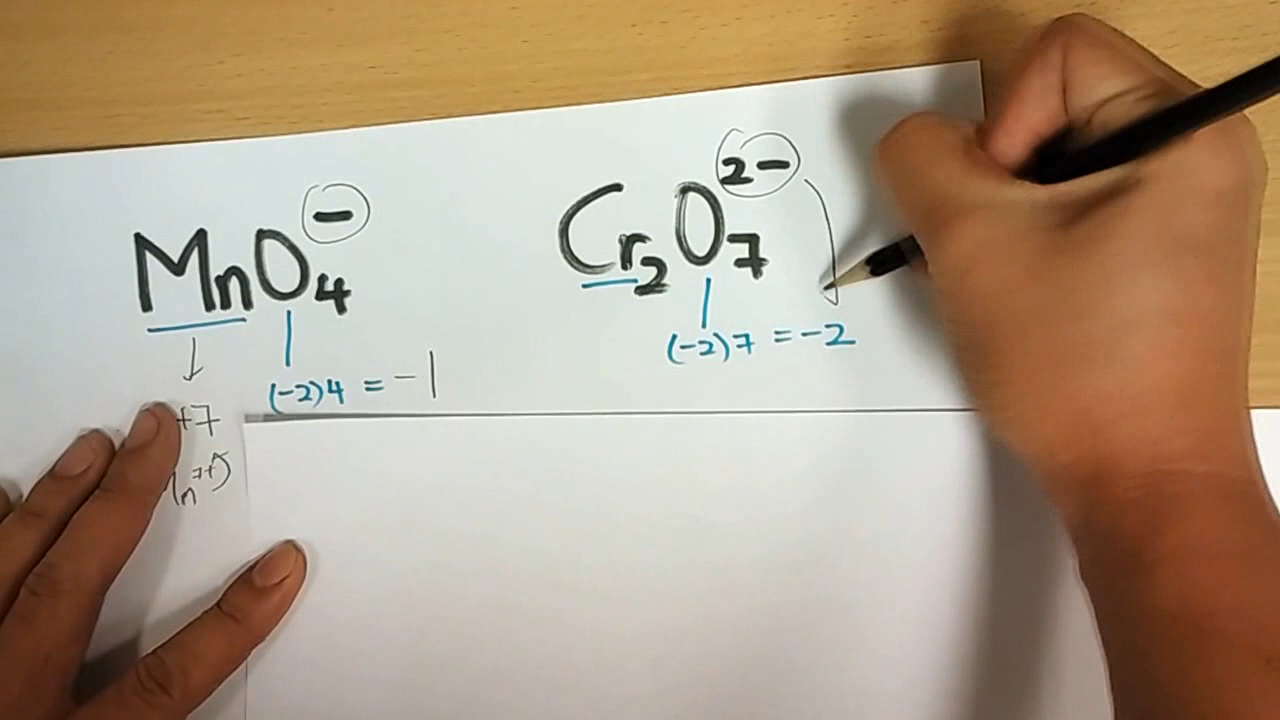 MnO₄⁻
(-2)4 = -1
+7
Cr₂O₇²⁻
(-2)7 = -2